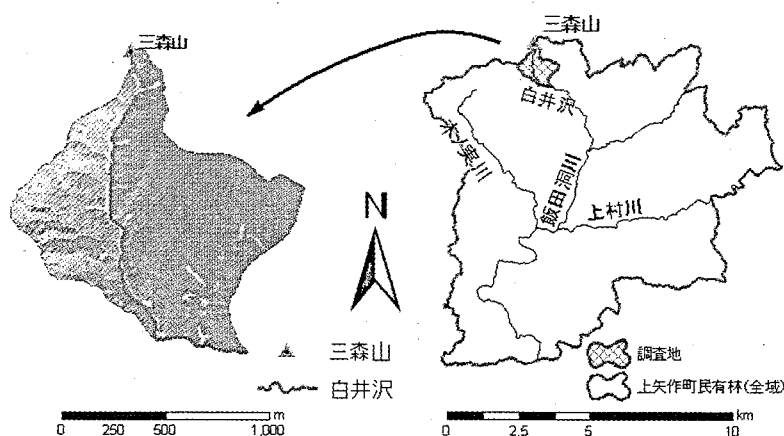 三森山
三森山
白井沢
木ノ実川
飯田洞川
上村川
N
三森山
白井沢
調査地
上矢作町民有林(全域)
m
0 250 500 1,000
km
0 2.5 5 10